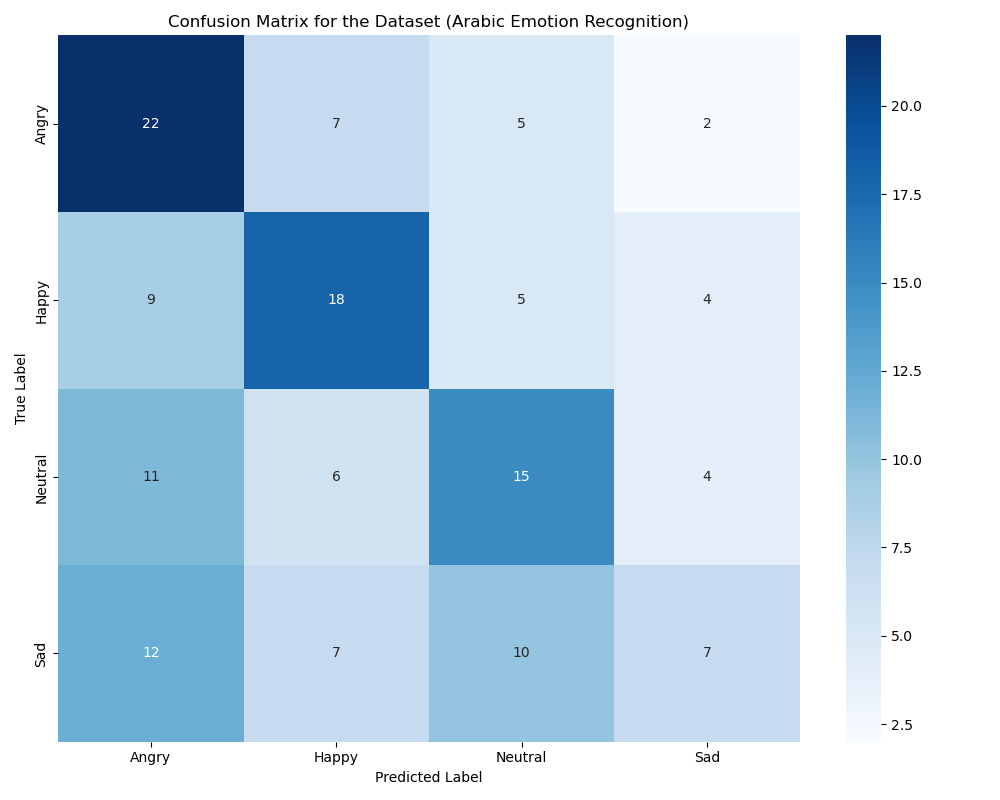 Confusion Matrix for the Dataset (Arabic Emotion Recognition)
True Label
Angry
22 7 5 2
Happy
9 18 5 4
Neutral
11 6 15 4
Sad
12 7 10 7
Angry Happy Neutral Sad
Predicted Label
20.0
17.5
15.0
12.5
10.0
7.5
5.0
2.5